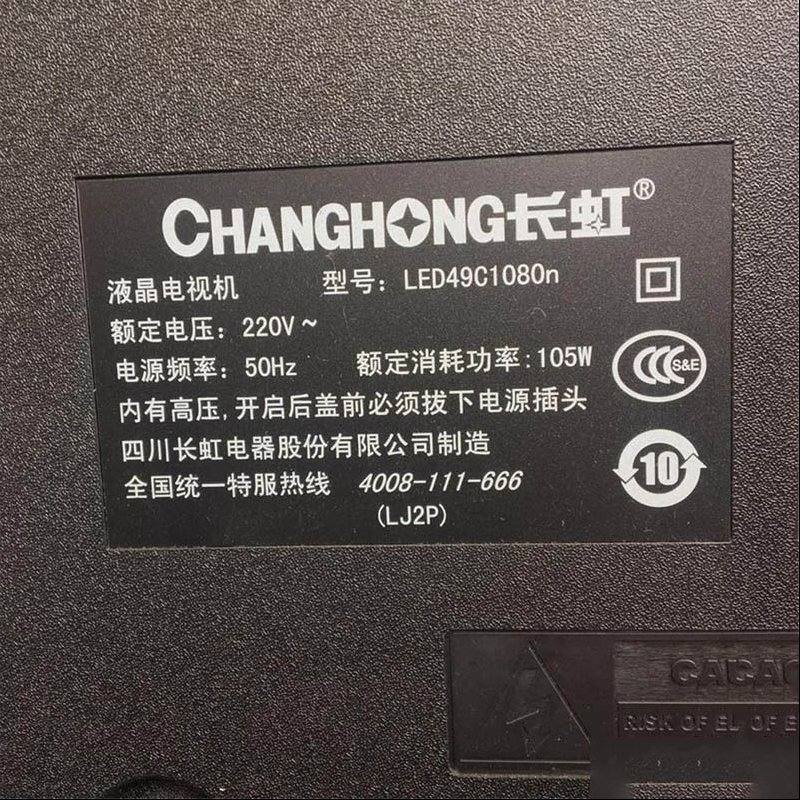 CHANGHONG长虹®
液晶电视机 型号: LED49C1080n
额定电压: 220V~
电源频率: 50Hz 额定消耗功率:105W
内有高压,开启后盖前必须拔下电源插头
四川长虹电器股份有限公司制造
全国统一特服热线 4008-111-666
(LJ2P)
S&E
10
RISK OF EL OF E